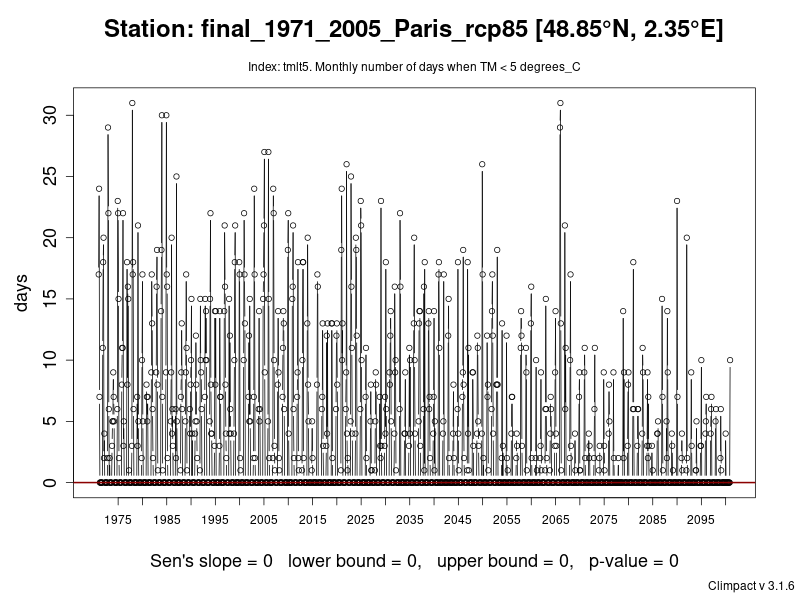 Station: final_1971_2005_Paris_rcp85 [48.85°N, 2.35°E]
Index: tmlt5. Monthly number of days when TM < 5 degrees_C
30
25
20
15
10
5
0
days
1975 1985 1995 2005 2015 2025 2035 2045 2055 2065 2075 2085 2095
Sen's slope = 0 lower bound = 0, upper bound = 0, p-value = 0
Climpact v 3.1.6